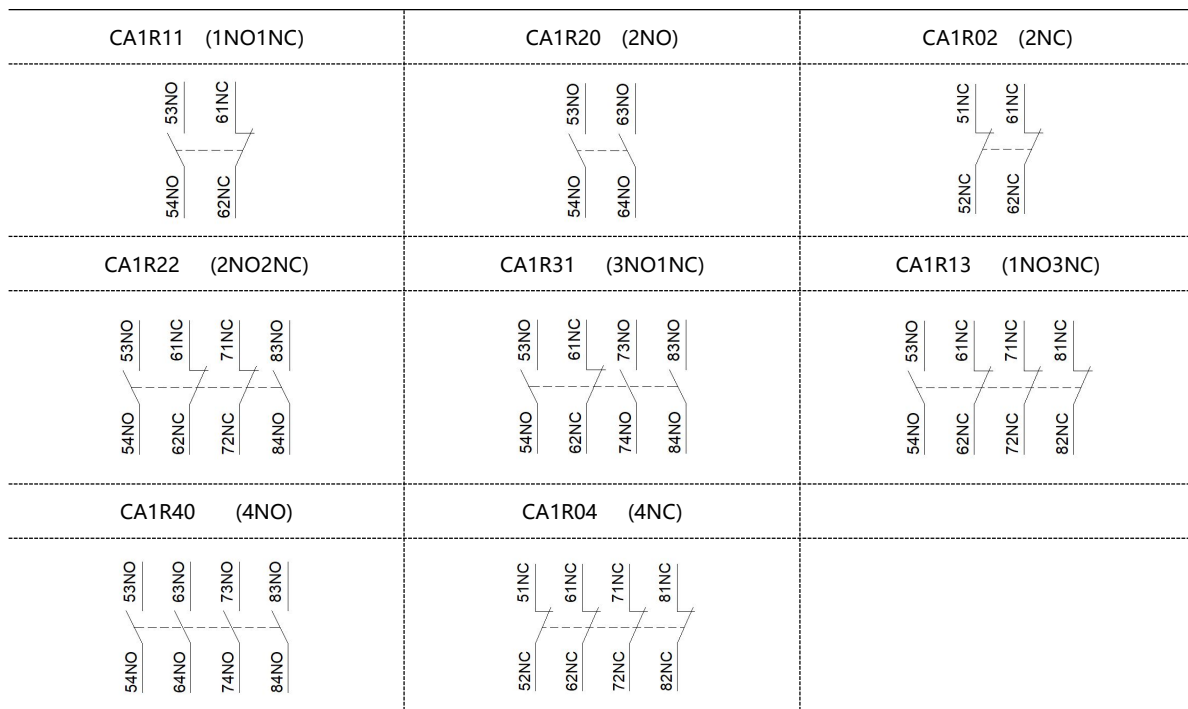 CA1R11 (1NO1NC)
CA1R20 (2NO)
CA1R02 (2NC)
53NO 61NC
54NO 62NC
53NO 63NO
54NO 64NO
51NC 61NC
52NC 62NC
CA1R22 (2NO2NC)
CA1R31 (3NO1NC)
CA1R13 (1NO3NC)
53NO 61NC 71NC 83NO
54NO 62NC 72NC 84NO
53NO 61NC 73NO 83NO
54NO 62NC 74NO 84NO
53NO 61NC 71NC 81NC
54NO 62NC 72NC 82NC
CA1R40 (4NO)
CA1R04 (4NC)
53NO 63NO 73NO 83NO
54NO 64NO 74NO 84NO
51NC 61NC 71NC 81NC
52NC 62NC 72NC 82NC